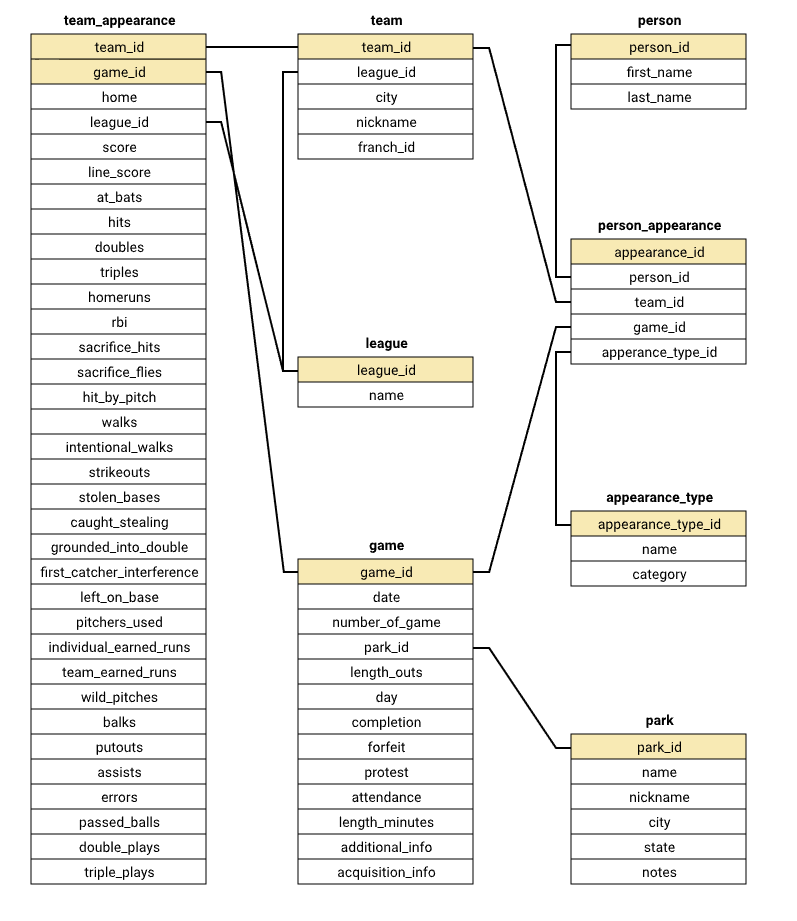 team_appearance
team_id
game_id
home
league_id
score
line_score
at_bats
hits
doubles
triples
homeruns
rbi
sacrifice_hits
sacrifice_flies
hit_by_pitch
walks
intentional_walks
strikeouts
stolen_bases
caught_stealing
grounded_into_double
first_catcher_interference
left_on_base
pitchers_used
individual_earned_runs
team_earned_runs
wild_pitches
balks
putouts
assists
errors
passed_balls
double_plays
triple_plays
team
team_id
league_id
city
nickname
franch_id
league
league_id
name
game
game_id
date
number_of_game
park_id
length_outs
day
completion
forfeit
protest
attendance
length_minutes
additional_info
acquisition_info
person
person_id
first_name
last_name
person_appearance
appearance_id
person_id
team_id
game_id
apperance_type_id
appearance_type
appearance_type_id
name
category
park
park_id
name
nickname
city
state
notes